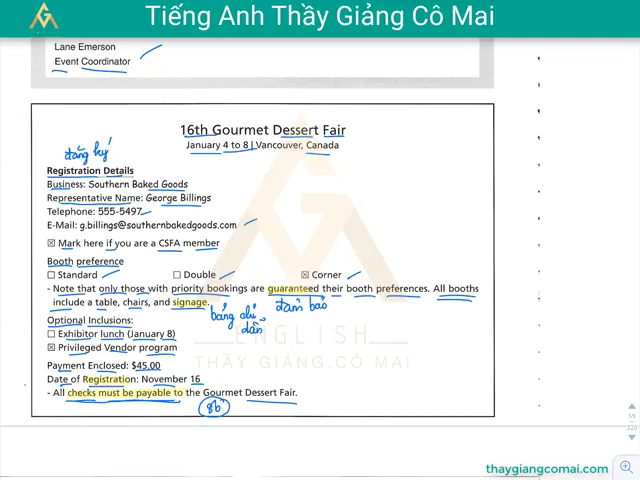 Tiếng Anh Thầy Giảng Cô Mai
Lane Emerson
Event Coordinator
16th Gourmet Dessert Fair
January 4 to 8 | Vancouver, Canada
đăng ký
Registration Details
Business: Southern Baked Goods
Representative Name: George Billings
Telephone: 555-5497
E-Mail: g.billings@southernbakedgoods.com
☒ Mark here if you are a CSFA member
Booth preference
☐ Standard ☐ Double ☒ Corner
- Note that only those with priority bookings are guaranteed their booth preferences. All booths
include a table, chairs, and signage.
đảm bảo
bảng chỉ
dẫn
Optional Inclusions:
☐ Exhibitor lunch (January 8)
☒ Privileged Vendor program
ENGLISH
THẦY GIẢNG.CÔ MAI
Payment Enclosed: $45.00
Date of Registration: November 16
- All checks must be payable to the Gourmet Dessert Fair.
59
220
thaygiangcomai.com